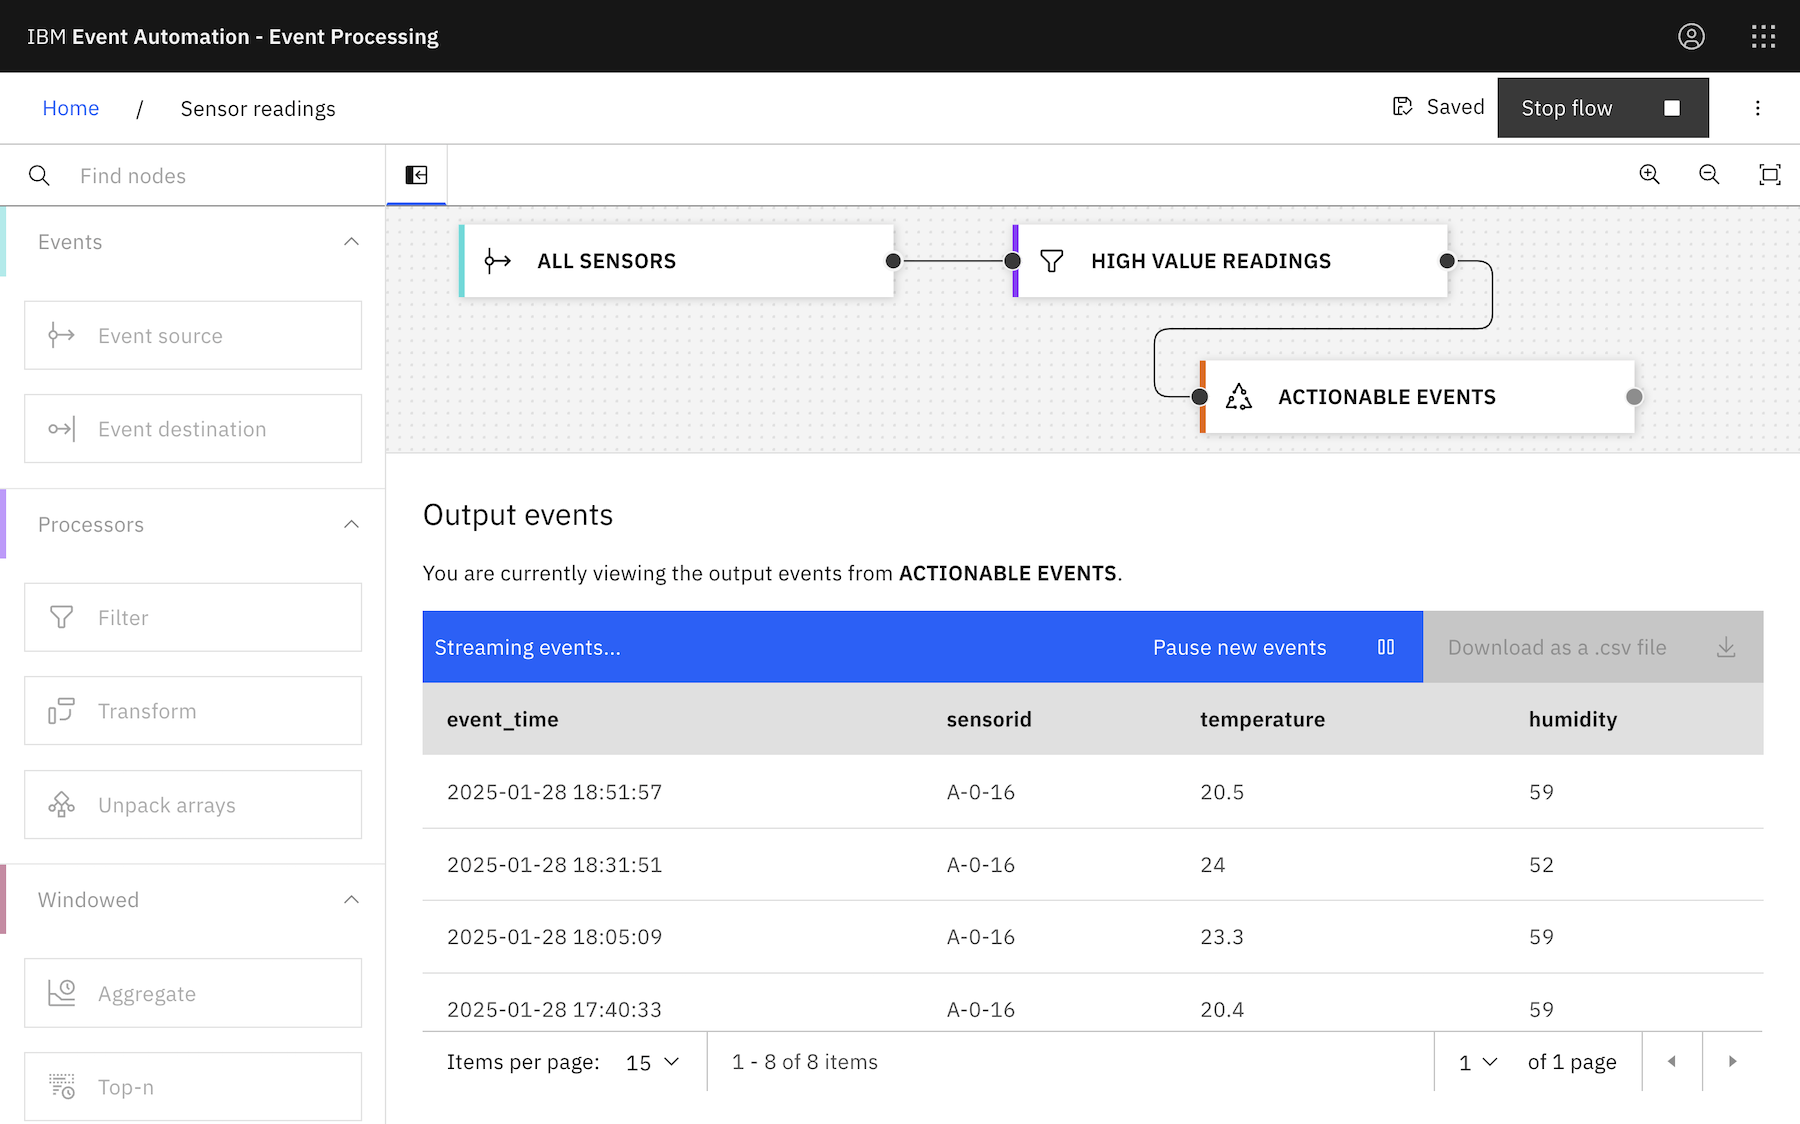 IBM Event Automation - Event Processing
Home / Sensor readings
Saved
Stop flow
Find nodes
Events
Event source
Event destination
Processors
Filter
Transform
Unpack arrays
Windowed
Aggregate
Top-n
ALL SENSORS
HIGH VALUE READINGS
ACTIONABLE EVENTS
Output events
You are currently viewing the output events from ACTIONABLE EVENTS.
Streaming events... Pause new events Download as a .csv file
event_time sensorid temperature humidity
2025-01-28 18:51:57 A-0-16 20.5 59
2025-01-28 18:31:51 A-0-16 24 52
2025-01-28 18:05:09 A-0-16 23.3 59
2025-01-28 17:40:33 A-0-16 20.4 59
Items per page: 15 1 - 8 of 8 items 1 of 1 page